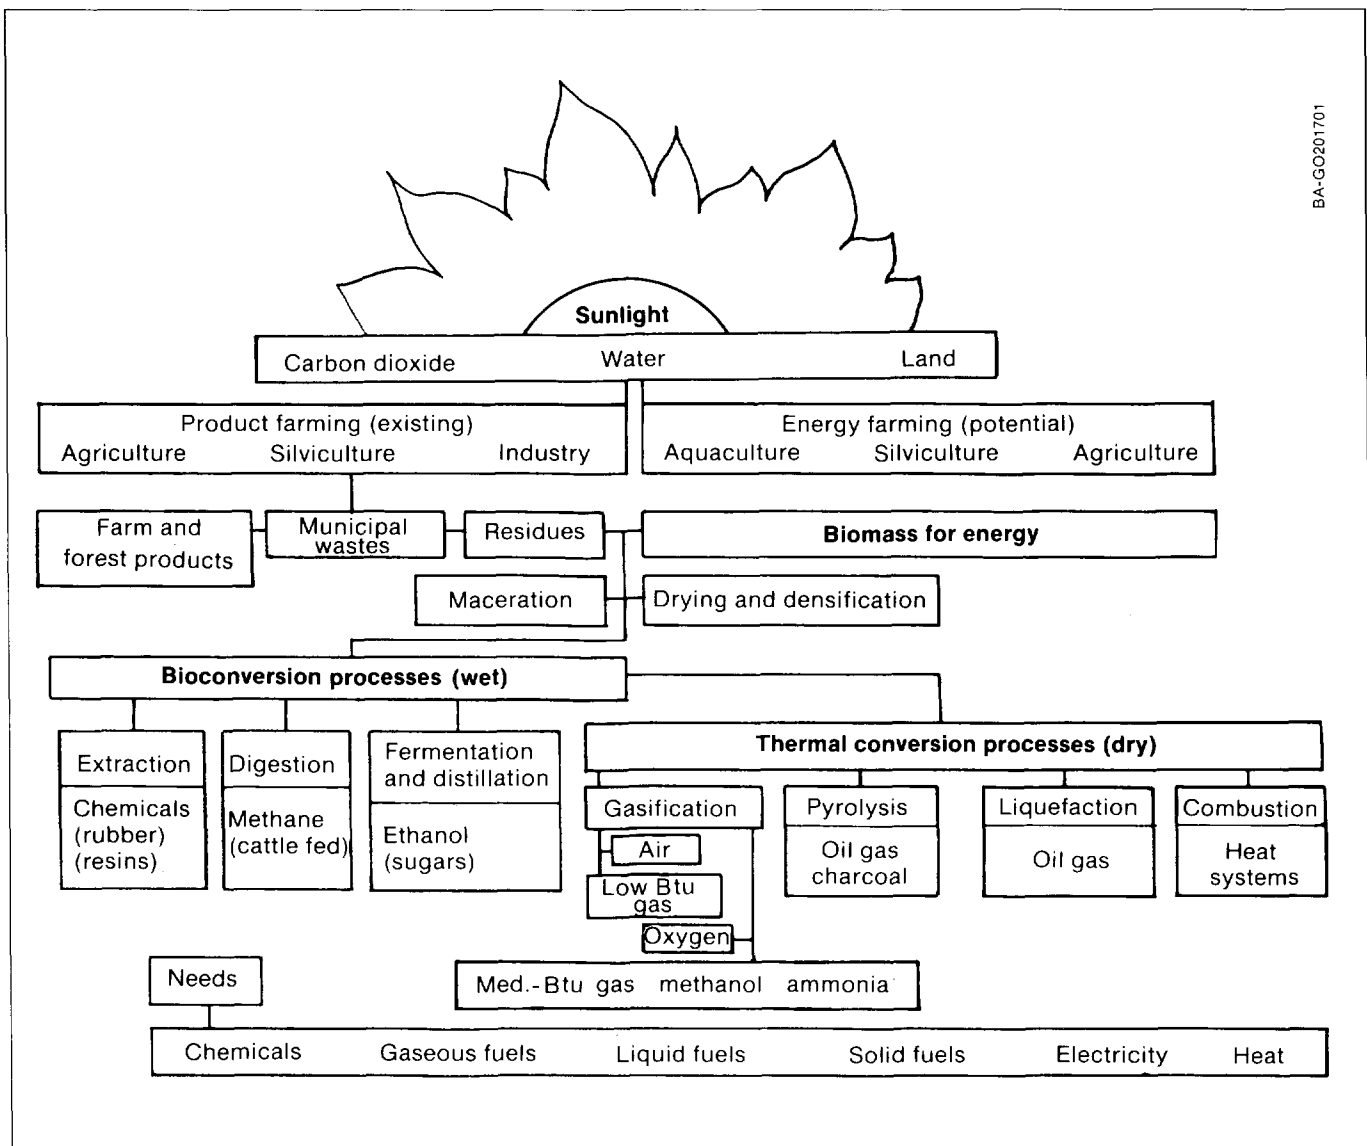 BA-GO201701
Sunlight
Carbon dioxide Water Land
Product farming (existing)
Agriculture Silviculture Industry
Energy farming (potential)
Aquaculture Silviculture Agriculture
Farm and
forest products
Municipal
wastes
Residues
Biomass for energy
Maceration
Drying and densification
Bioconversion processes (wet)
Extraction
Chemicals
(rubber)
(resins)
Digestion
Methane
(cattle fed)
Fermentation
and distillation
Ethanol
(sugars)
Thermal conversion processes (dry)
Gasification
Air
Low Btu
gas
Oxygen
Med.-Btu gas methanol ammonia
Pyrolysis
Oil gas
charcoal
Liquefaction
Oil gas
Combustion
Heat
systems
Needs
Chemicals Gaseous fuels Liquid fuels Solid fuels Electricity Heat